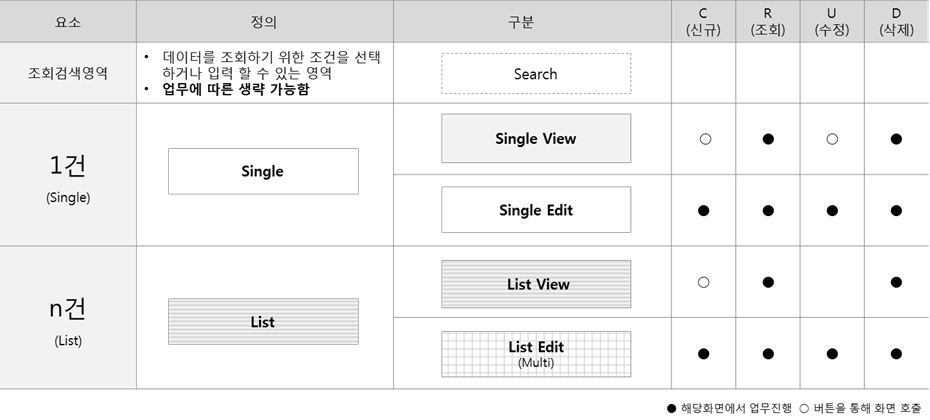 요소
정의
구분
C
(신규)
R
(조회)
U
(수정)
D
(삭제)
조회검색영역
• 데이터를 조회하기 위한 조건을 선택
하거나 입력 할 수 있는 영역
• 업무에 따른 생략 가능함
Search
1건
(Single)
Single
Single View
○ ● ○ ●
Single Edit
● ● ● ●
n건
(List)
List
List View
○ ● ●
List Edit
(Multi)
● ● ● ●
● 해당화면에서 업무진행 ○ 버튼을 통해 화면 호출